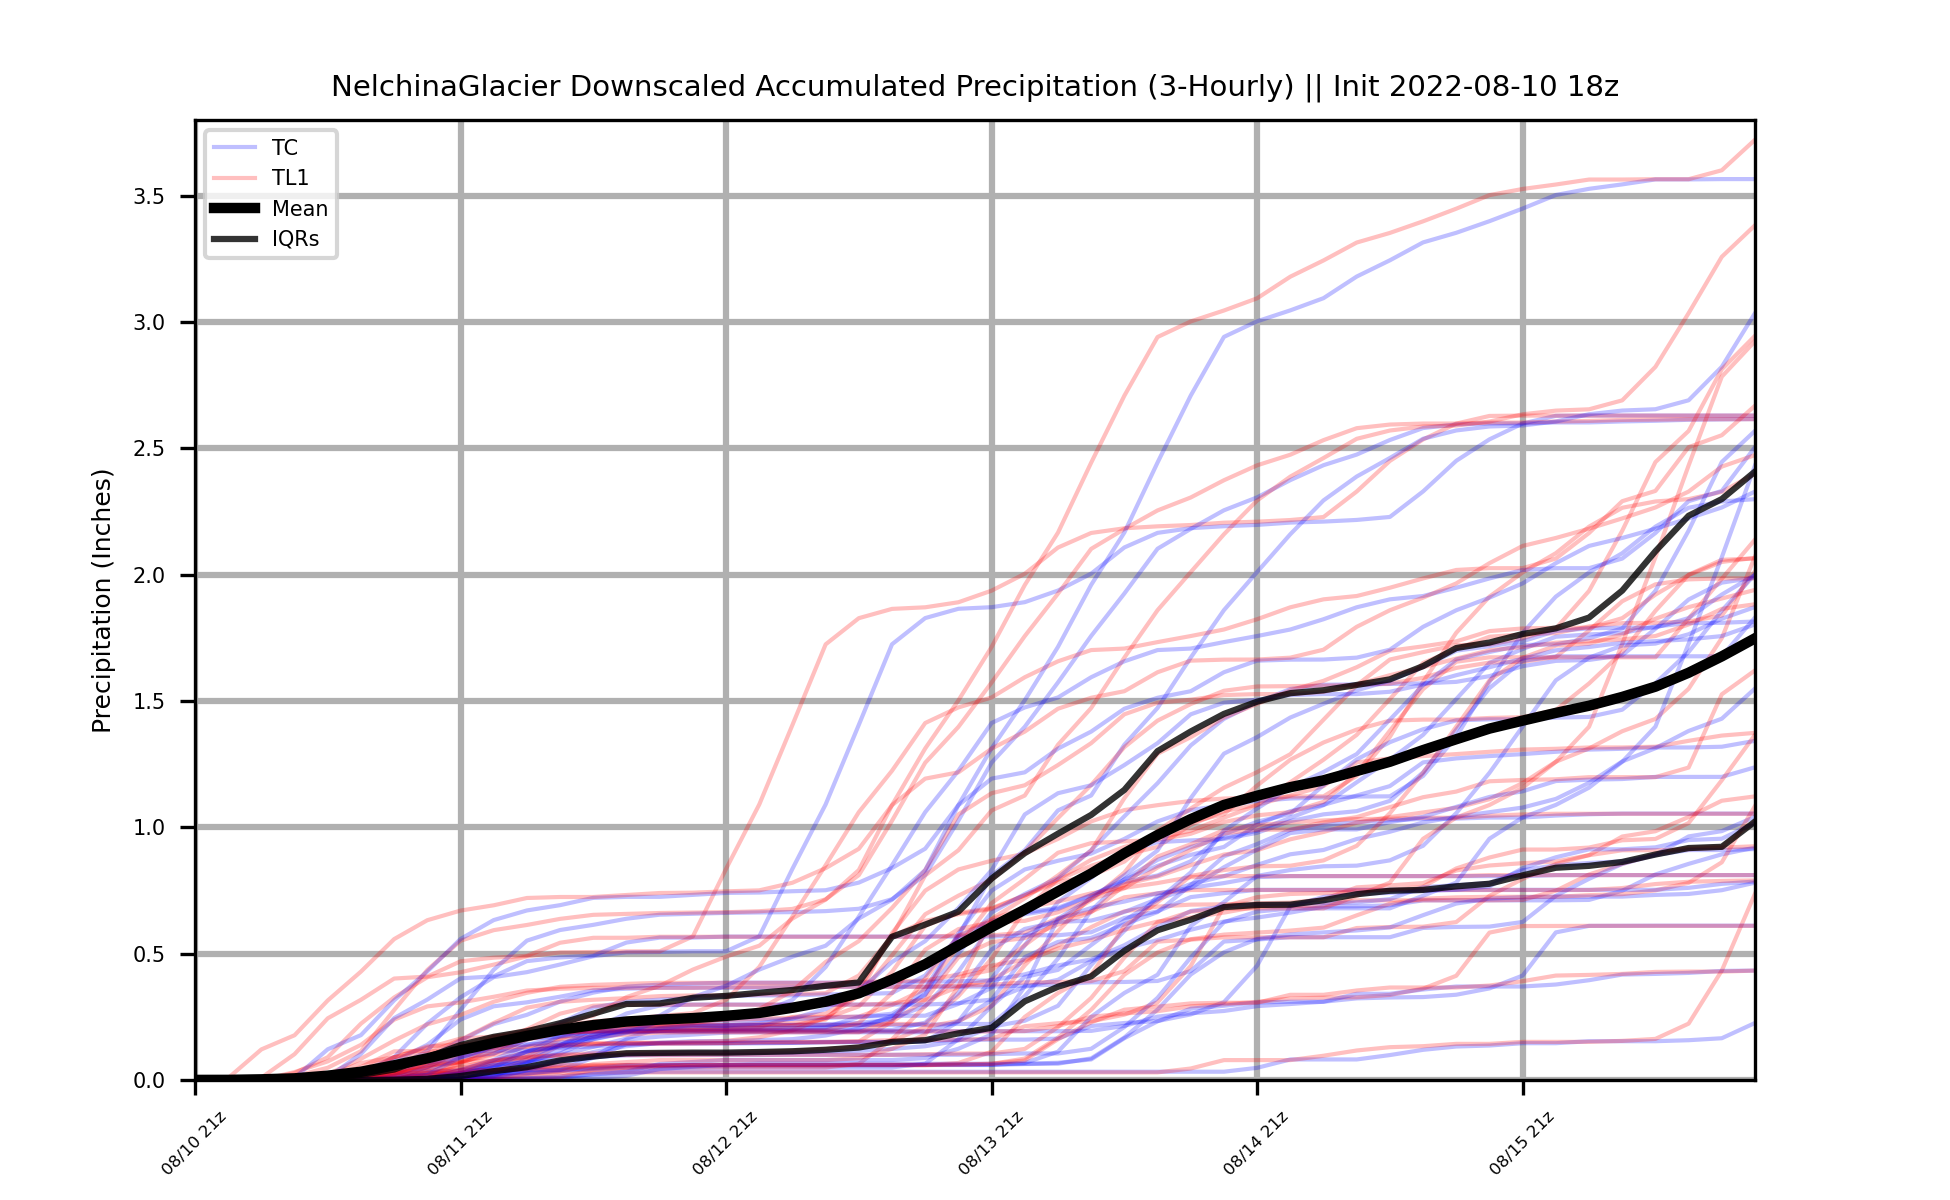 NelchinaGlacier Downscaled Accumulated Precipitation (3-Hourly) || Init 2022-08-10 18z
TC
TL1
Mean
IQRs
Precipitation (Inches)
3.5
3.0
2.5
2.0
1.5
1.0
0.5
0.0
08/10 21z
08/11 21z
08/12 21z
08/13 21z
08/14 21z
08/15 21z